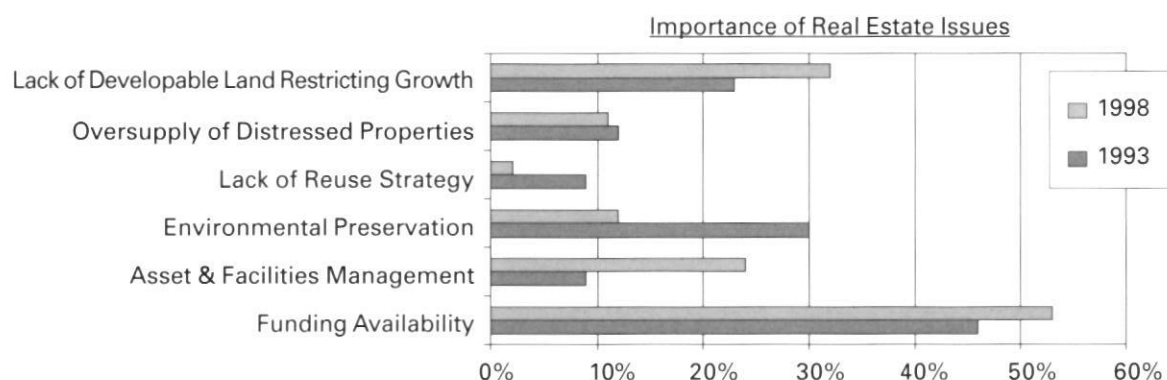 Importance of Real Estate Issues
Lack of Developable Land Restricting Growth
Oversupply of Distressed Properties
Lack of Reuse Strategy
Environmental Preservation
Asset & Facilities Management
Funding Availability
1998
1993
0% 10% 20% 30% 40% 50% 60%